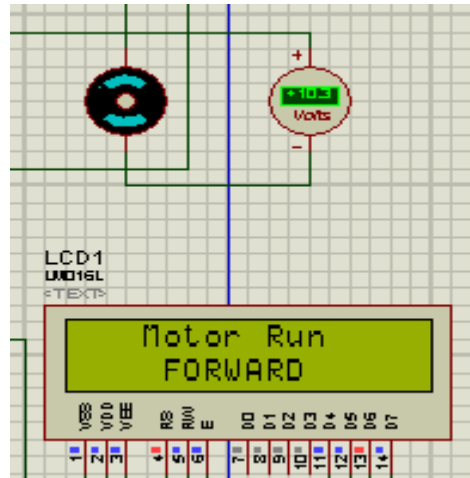 +
+10.3
Volts
−
LCD1
LM016L
<TEXT>
Motor Run
FORWARD
VSS VDD VEE RS RW E D0 D1 D2 D3 D4 D5 D6 D7
1 2 3 4 5 6 7 8 9 10 11 12 13 14